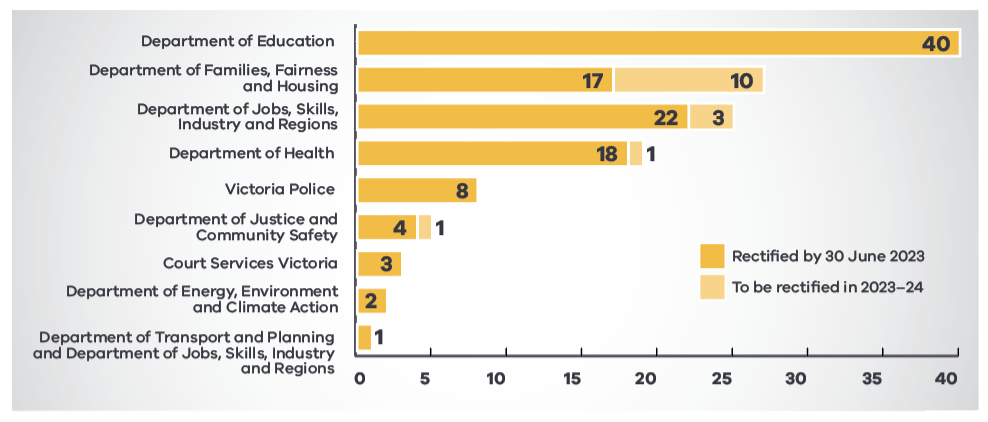 Department of Education
40
Department of Families, Fairness
and Housing
17
10
Department of Jobs, Skills,
Industry and Regions
22
3
Department of Health
18
1
Victoria Police
8
Department of Justice and
Community Safety
4
1
Court Services Victoria
3
Department of Energy, Environment
and Climate Action
2
Department of Transport and Planning
and Department of Jobs, Skills, Industry
and Regions
1
Rectified by 30 June 2023
To be rectified in 2023–24
0 5 10 15 20 25 30 35 40